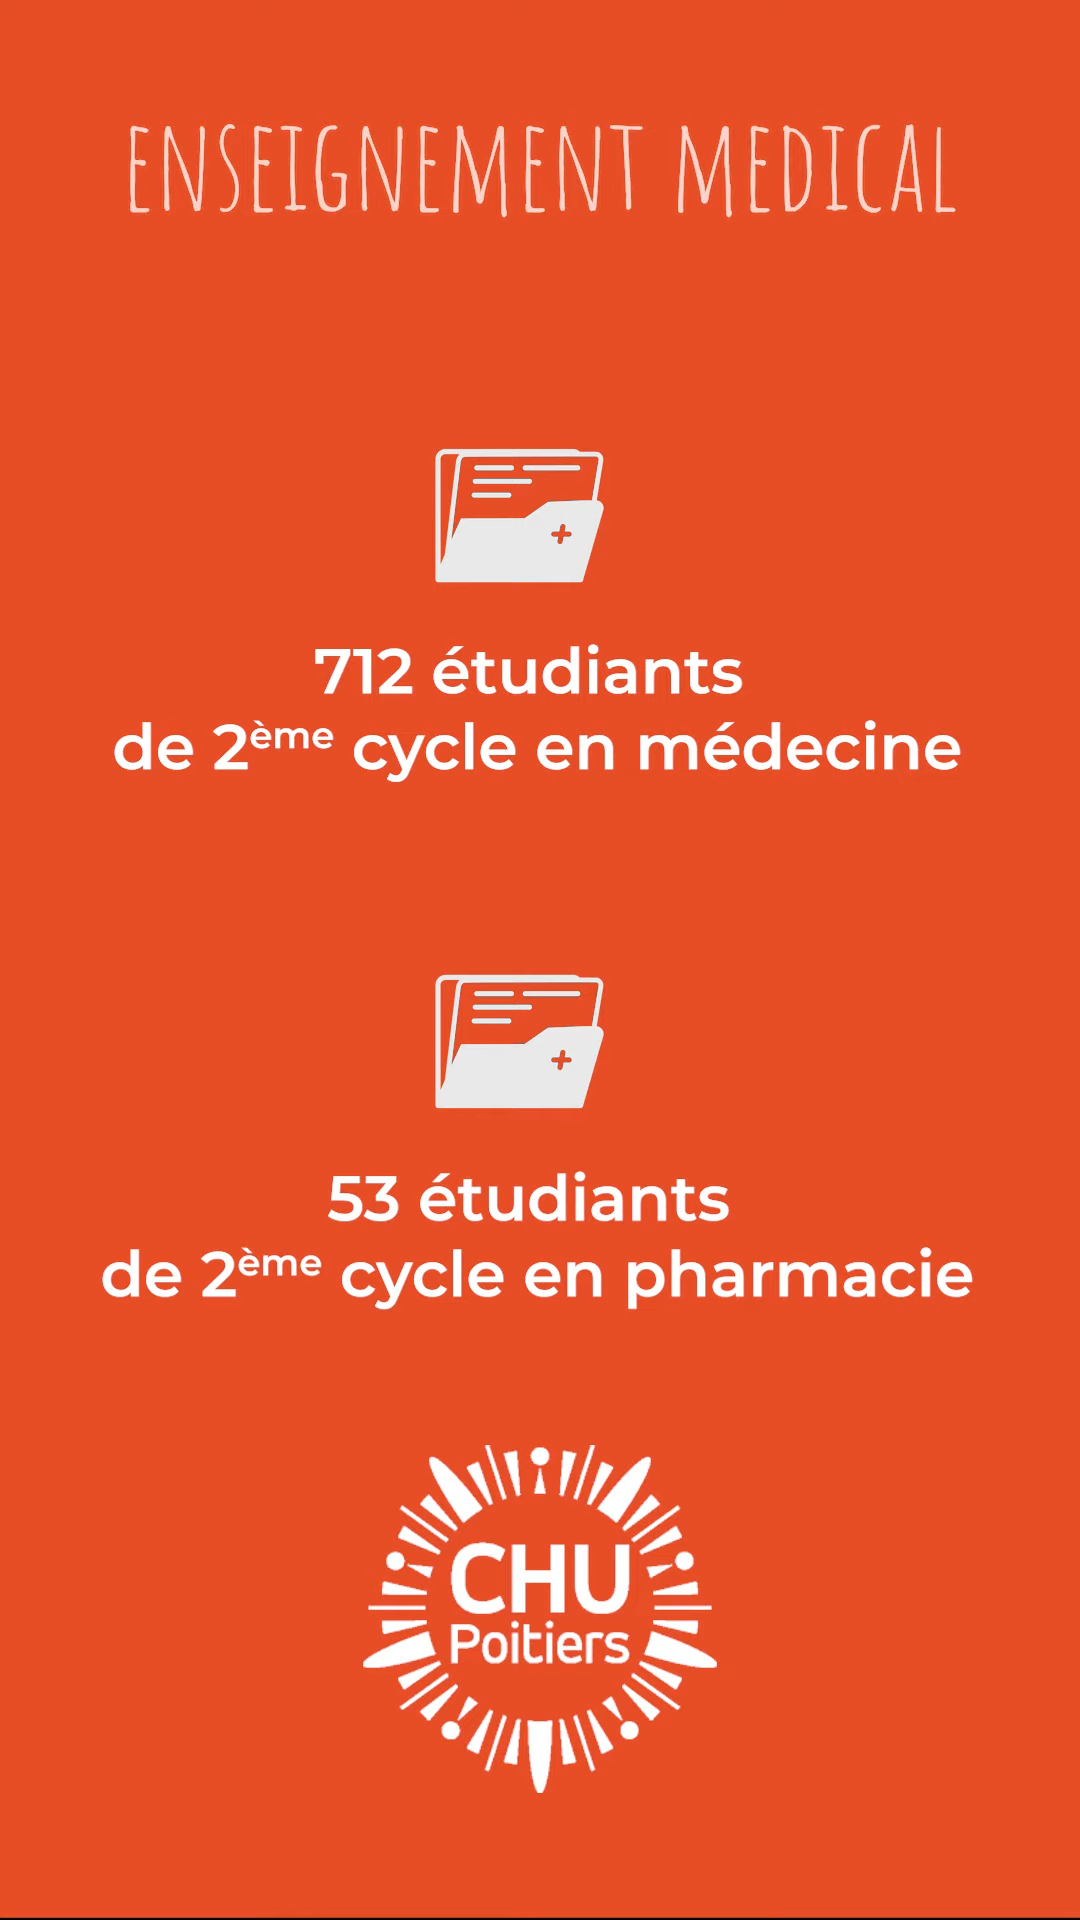 ENSEIGNEMENT MEDICAL
712 étudiants
de 2ème cycle en médecine
53 étudiants
de 2ème cycle en pharmacie
CHU
Poitiers